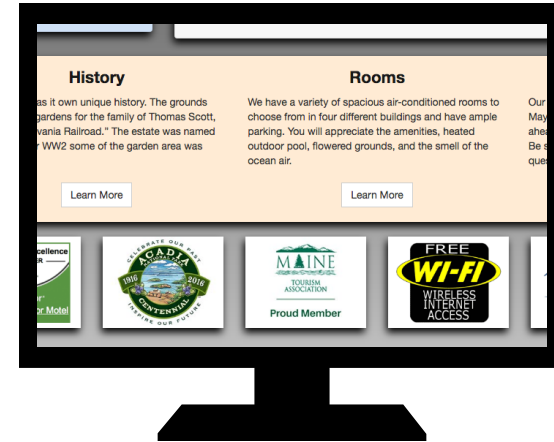 History
as it own unique history. The grounds
gardens for the family of Thomas Scott,
vania Railroad." The estate was named
WW2 some of the garden area was
Learn More
Rooms
We have a variety of spacious air-conditioned rooms to
choose from in four different buildings and have ample
parking. You will appreciate the amenities, heated
outdoor pool, flowered grounds, and the smell of the
ocean air.
Learn More
Our
May
ahea
Be s
ques
cellence
or Motel
CELEBRATE OUR PAST
ACADIA
1916
2016
CENTENNIAL
INSPIRE OUR FUTURE
MAINE
TOURISM
ASSOCIATION
Proud Member
FREE
WI-FI
WIRELESS
INTERNET
ACCESS